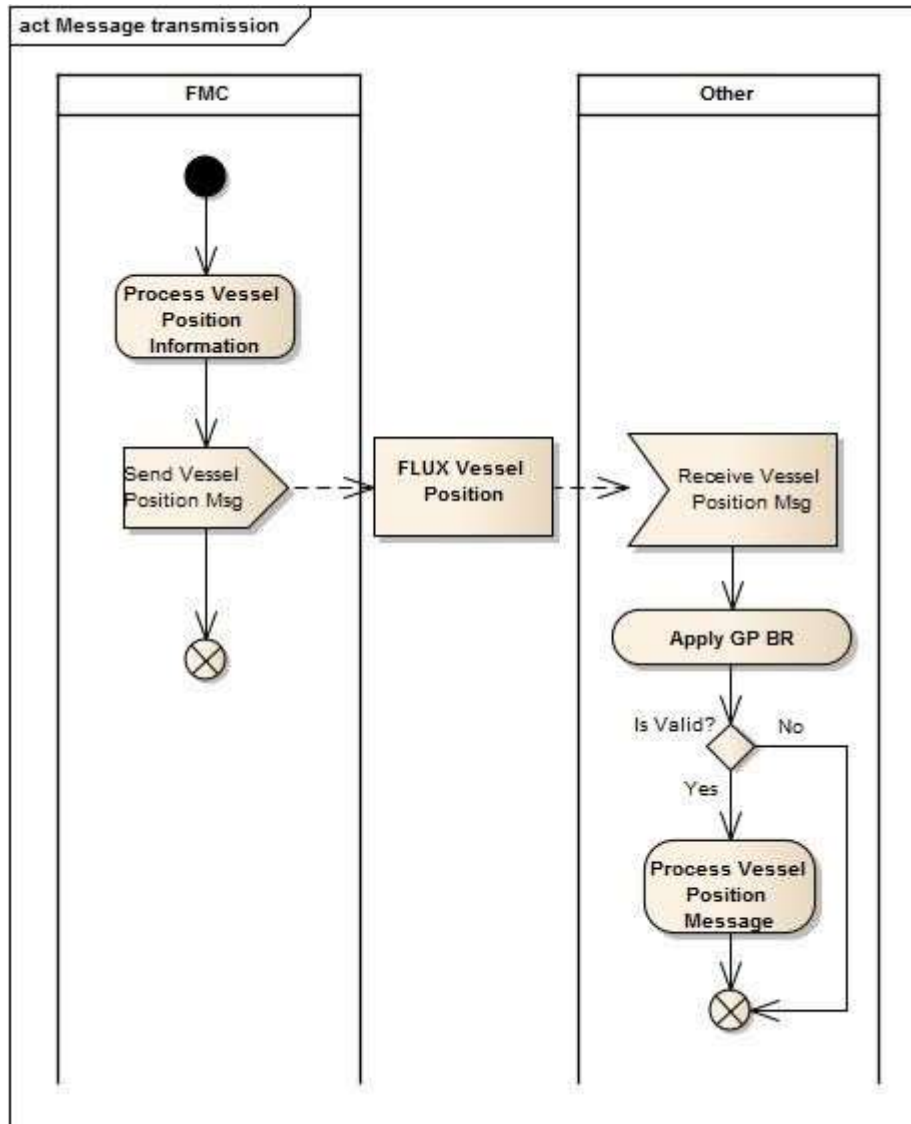 act Message transmission
FMC
Other
Process Vessel
Position
Information
Send Vessel
Position Msg
FLUX Vessel
Position
Receive Vessel
Position Msg
Apply GP BR
Is Valid?
No
Yes
Process Vessel
Position
Message